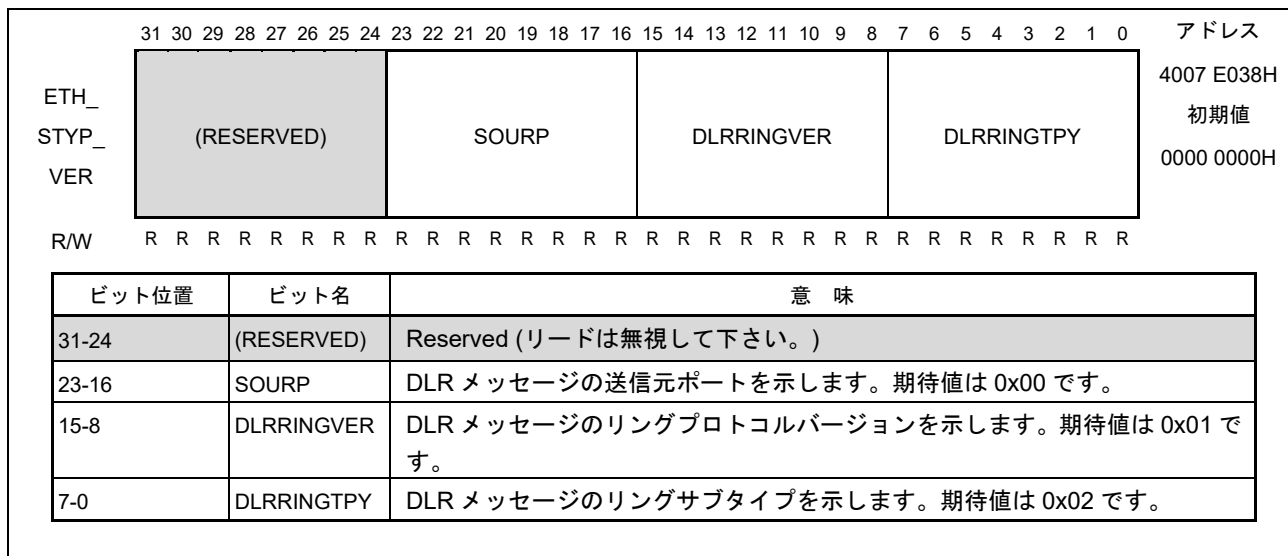 31 30 29 28 27 26 25 24 23 22 21 20 19 18 17 16 15 14 13 12 11 10 9 8 7 6 5 4 3 2 1 0 アドレス
ETH_
STYP_
VER
(RESERVED) SOURP DLRRINGVER DLRRINGTPY
4007 E038H
初期値
0000 0000H
R/W R R R R R R R R R R R R R R R R R R R R R R R R R R R R R R R R
ビット位置 ビット名 意 味
31-24 (RESERVED) Reserved (リードは無視して下さい。)
23-16 SOURP DLR メッセージの送信元ポートを示します。期待値は 0x00 です。
15-8 DLRRINGVER DLR メッセージのリングプロトコルバージョンを示します。期待値は 0x01 で
す。
7-0 DLRRINGTPY DLR メッセージのリングサブタイプを示します。期待値は 0x02 です。